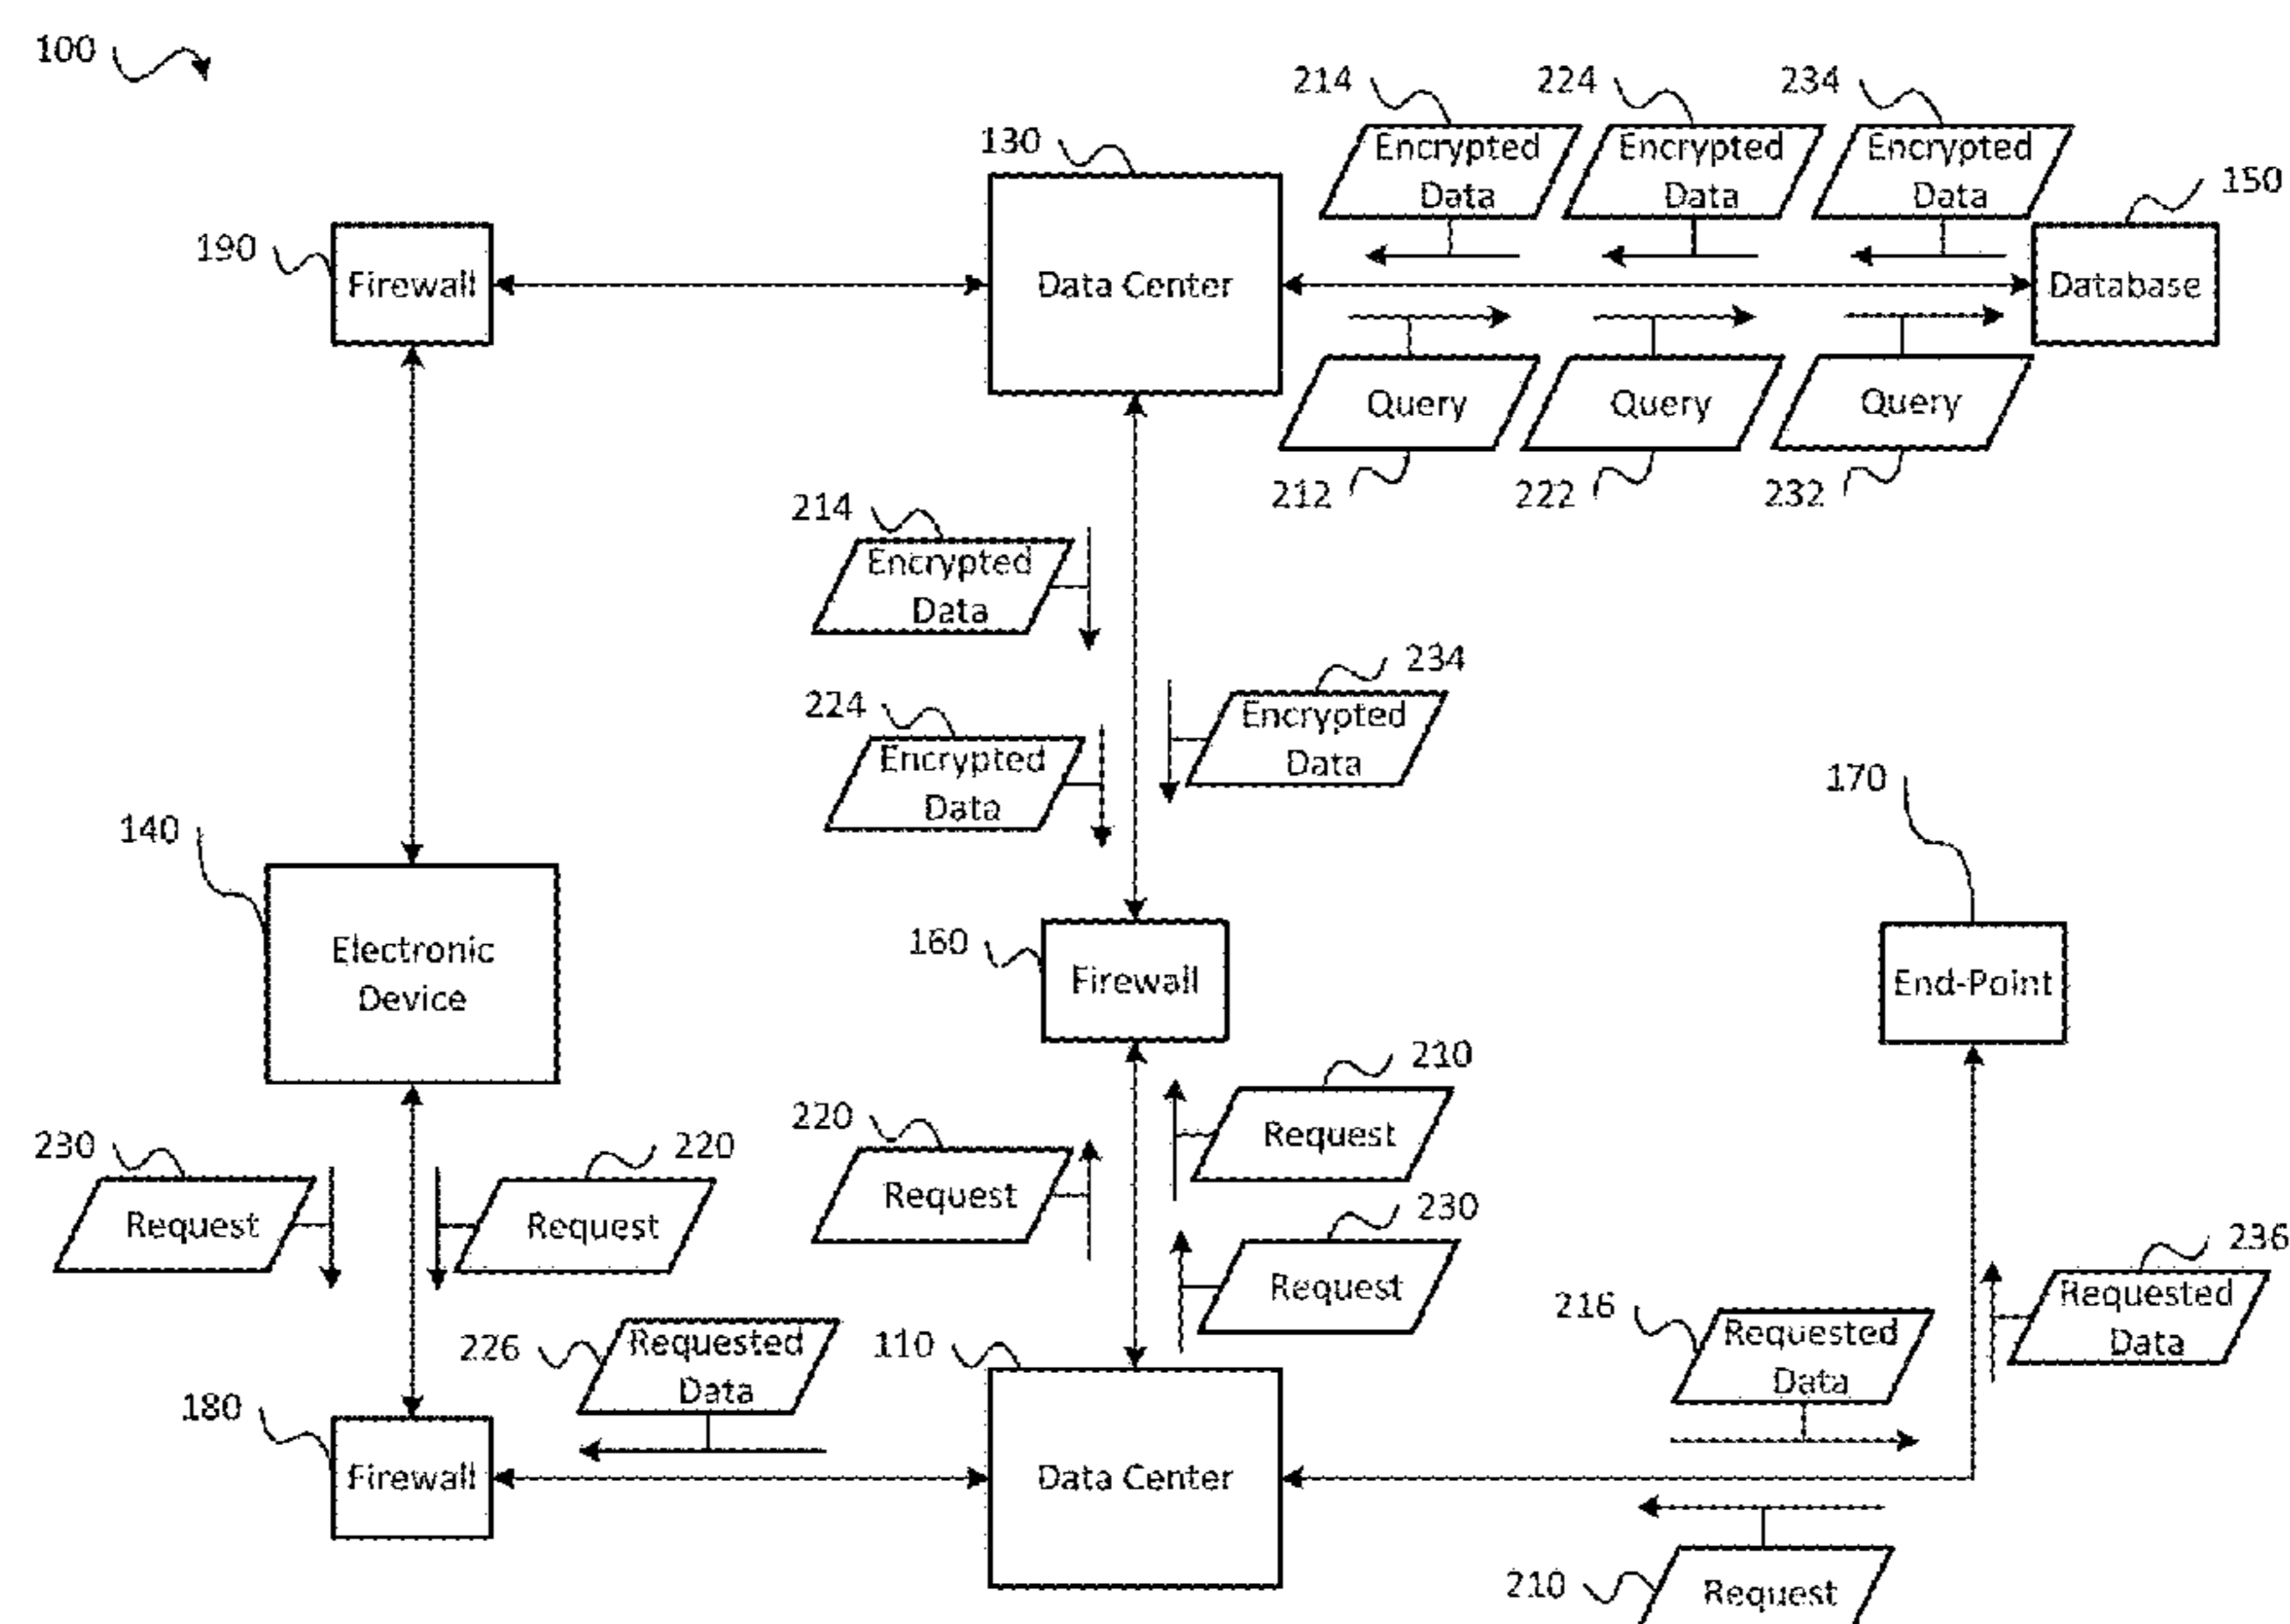 100
214
224
234
Encrypted
Data
Encrypted
Data
Encrypted
Data
130
150
190
Firewall
Data Center
Database
Query
Query
Query
212
222
232
214
Encrypted
Data
234
Encrypted
Data
224
Encrypted
Data
170
140
Electronic
Device
160
Firewall
End-Point
210
Request
220
Request
230
Request
220
Request
230
Request
236
Requested
Data
216
Requested
Data
226
Requested
Data
110
180
Firewall
Data Center
210
Request